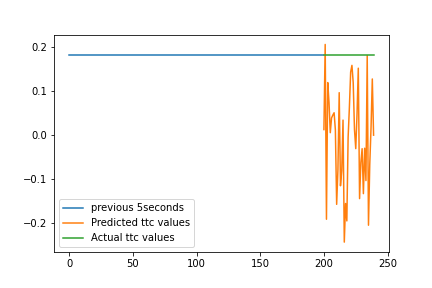 0.2
0.1
0.0
−0.1
−0.2
previous 5seconds
Predicted ttc values
Actual ttc values
0 50 100 150 200 250